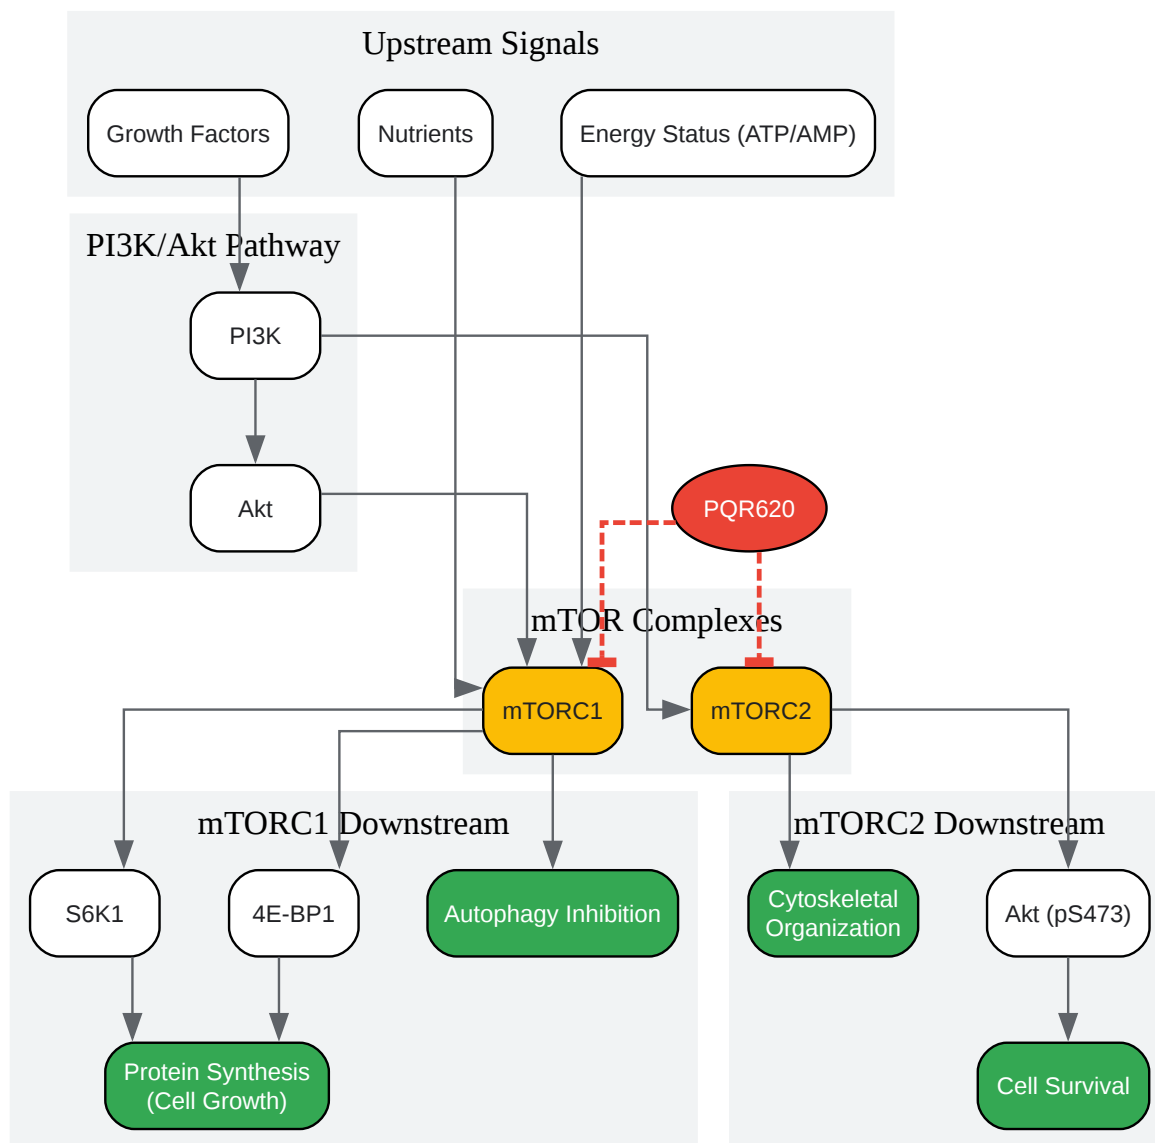 Upstream Signals
Growth Factors
Nutrients
Energy Status (ATP/AMP)
PI3K/Akt Pathway
PI3K
Akt
PQR620
mTOR Complexes
mTORC1
mTORC2
mTORC1 Downstream
mTORC2 Downstream
S6K1
4E-BP1
Autophagy Inhibition
Cytoskeletal
Organization
Akt (pS473)
Protein Synthesis
(Cell Growth)
Cell Survival